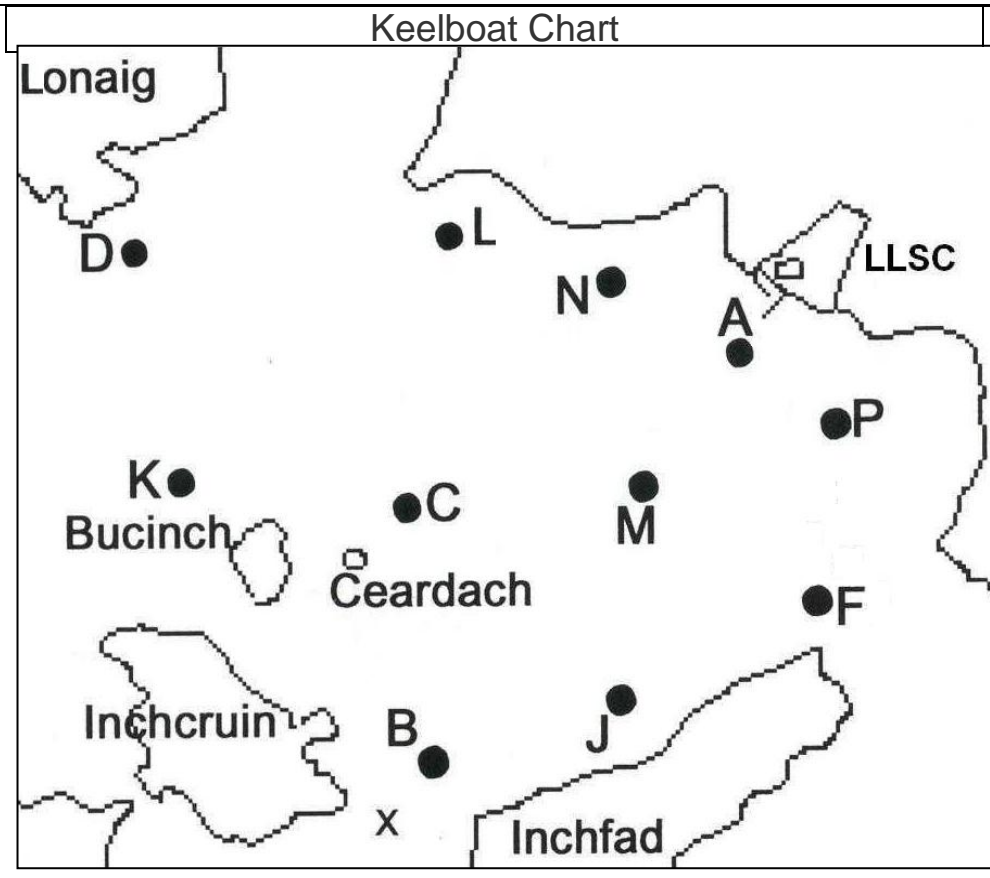 Keelboat Chart
Lonaig
D
L
LLSC
N
A
P
K
C
M
Bucinch
Ceardach
F
Inchcruin
B
J
x
Inchfad